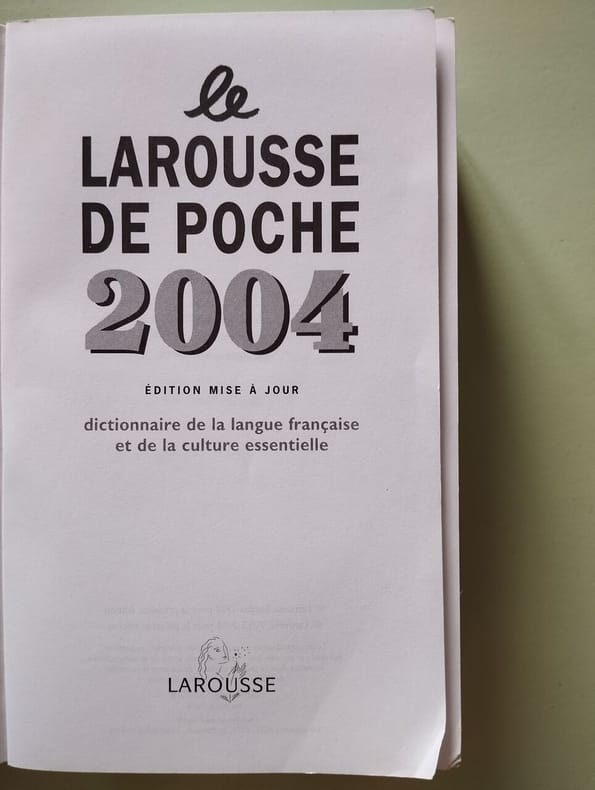 le
LAROUSSE
DE POCHE
2004
ÉDITION MISE À JOUR
dictionnaire de la langue française
et de la culture essentielle
LAROUSSE